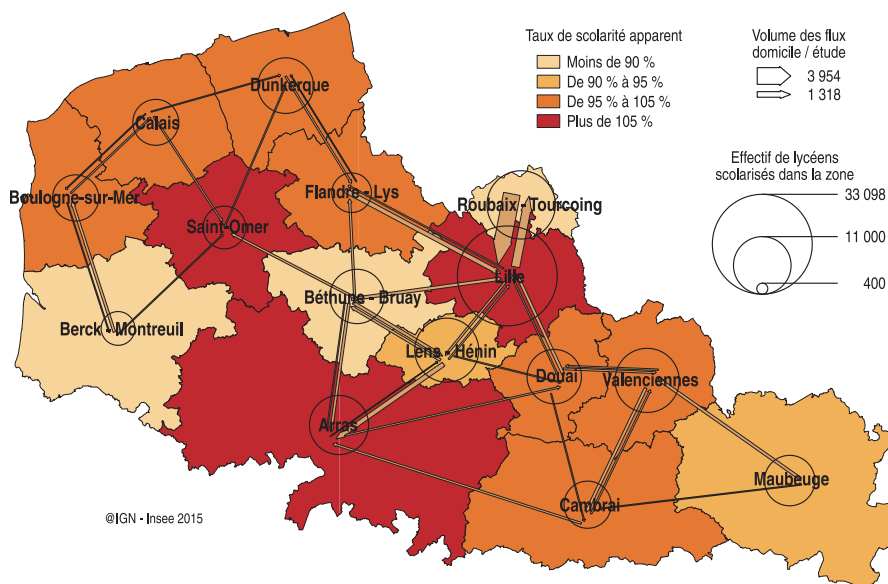 Taux de scolarité apparent
Moins de 90 %
De 90 % à 95 %
De 95 % à 105 %
Plus de 105 %
Volume des flux
domicile / étude
3 954
1 318
Effectif de lycéens
scolarisés dans la zone
33 098
11 000
400
Dunkerque
Calais
Boulogne-sur-Mer
Flandre - Lys
Roubaix - Tourcoing
Saint-Omer
Lille
Béthune - Bruay
Berck - Montreuil
Lens - Hénin
Douai
Valenciennes
Arras
Maubeuge
Cambrai
@IGN - Insee 2015